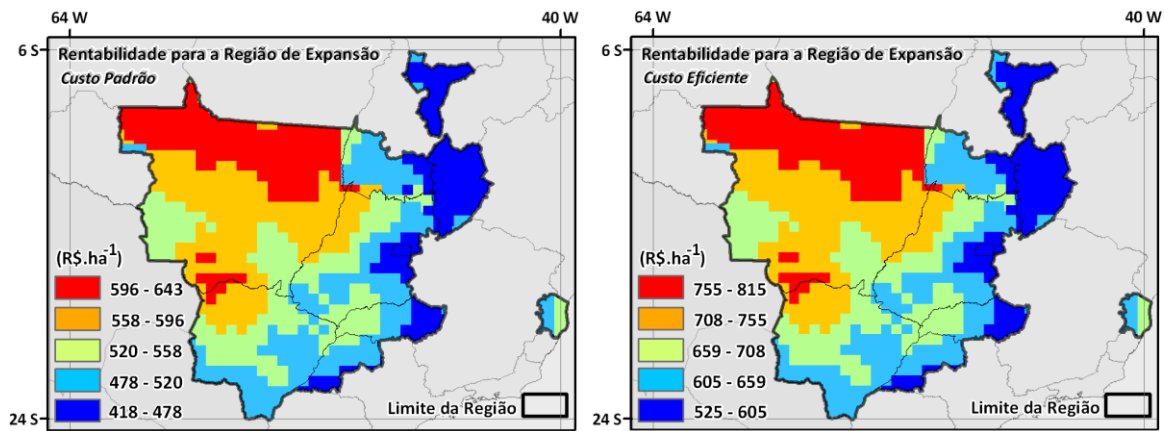 64 W
40 W
6 S
Rentabilidade para a Região de Expansão
Custo Padrão
(R$.ha⁻¹)
596 - 643
558 - 596
520 - 558
478 - 520
418 - 478
Limite da Região
24 S
64 W
40 W
6 S
Rentabilidade para a Região de Expansão
Custo Eficiente
(R$.ha⁻¹)
755 - 815
708 - 755
659 - 708
605 - 659
525 - 605
Limite da Região
24 S